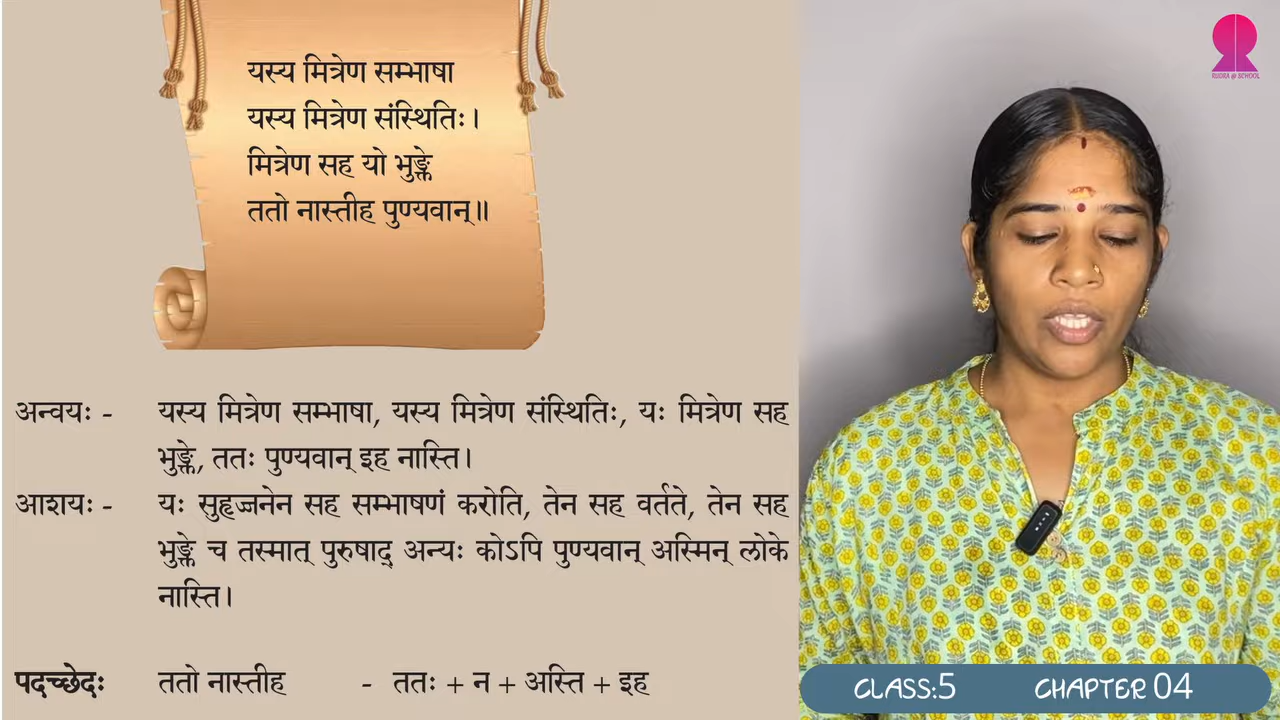 यस्य मित्रेण सम्भाषा
यस्य मित्रेण संस्थितिः।
मित्रेण सह यो भुङ्क्ते
ततो नास्तीह पुण्यवान्॥
अन्वयः - यस्य मित्रेण सम्भाषा, यस्य मित्रेण संस्थितिः, यः मित्रेण सह
भुङ्क्ते, ततः पुण्यवान् इह नास्ति।
आशयः - यः सुहृज्जनेन सह सम्भाषणं करोति, तेन सह वर्तते, तेन सह
भुङ्क्ते च तस्मात् पुरुषाद् अन्यः कोऽपि पुण्यवान् अस्मिन् लोके
नास्ति।
पदच्छेदः ततो नास्तीह - ततः + न + अस्ति + इह
RUDRA @ SCHOOL
CLASS:5 CHAPTER 04